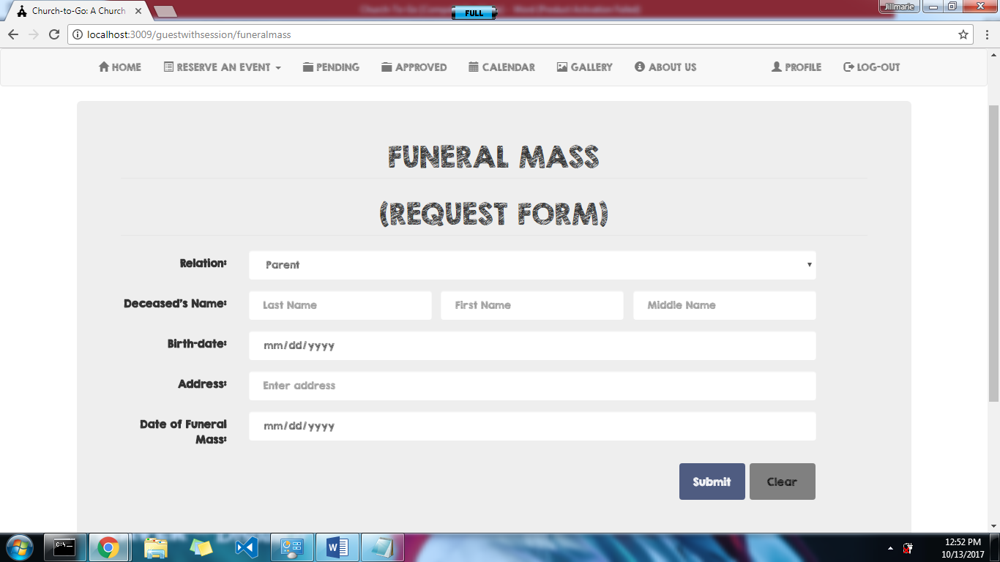 Church-to-Go: A Church
FULL
Jillmarie
localhost:3009/guestwithsession/funeralmass
HOME RESERVE AN EVENT PENDING APPROVED CALENDAR GALLERY ABOUT US PROFILE LOG-OUT
FUNERAL MASS
(REQUEST FORM)
Relation: Parent
Deceased's Name: Last Name First Name Middle Name
Birth-date: mm/dd/yyyy
Address: Enter address
Date of Funeral Mass: mm/dd/yyyy
Submit Clear
12:52 PM
10/13/2017